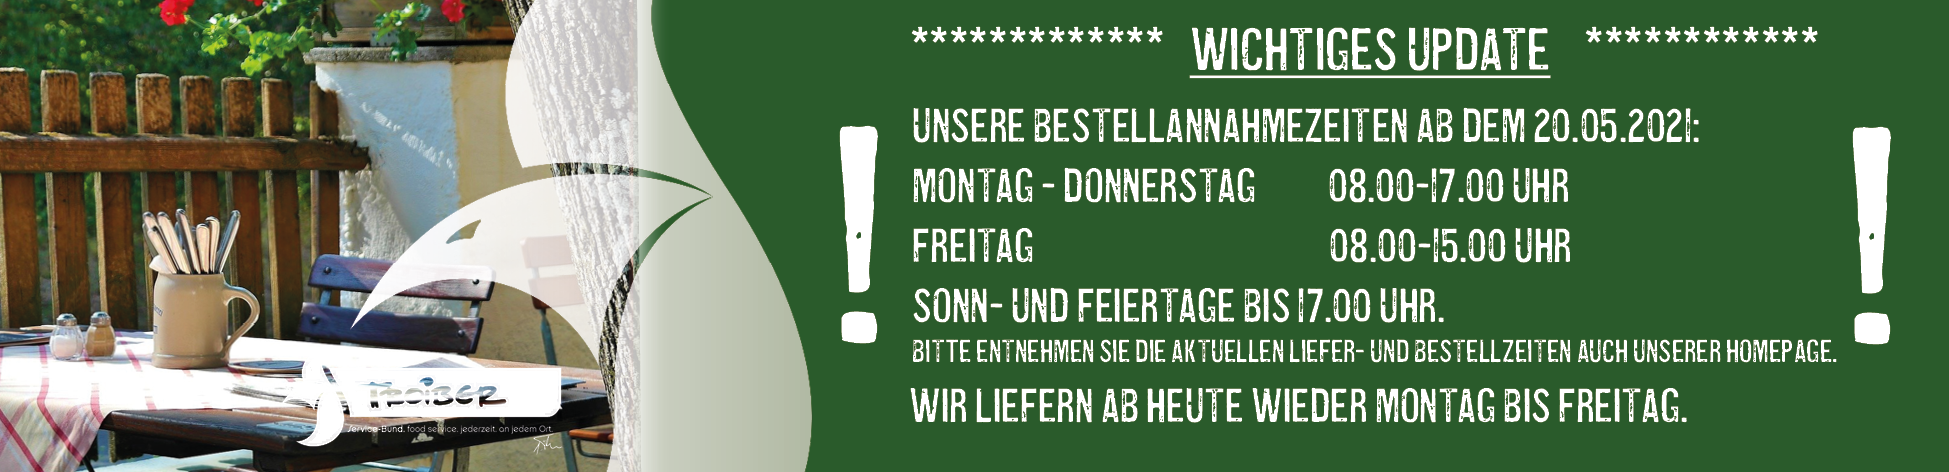 ************* WICHTIGES UPDATE ************
UNSERE BESTELLANNAHMEZEITEN AB DEM 20.05.2021:
MONTAG - DONNERSTAG 08.00-17.00 UHR
FREITAG 08.00-15.00 UHR
SONN- UND FEIERTAGE BIS 17.00 UHR.
BITTE ENTNEHMEN SIE DIE AKTUELLEN LIEFER- UND BESTELLZEITEN AUCH UNSERER HOMEPAGE.
WIR LIEFERN AB HEUTE WIEDER MONTAG BIS FREITAG.
! !
TROIBER
Service-Bund. food service. jederzeit. an jedem Ort.